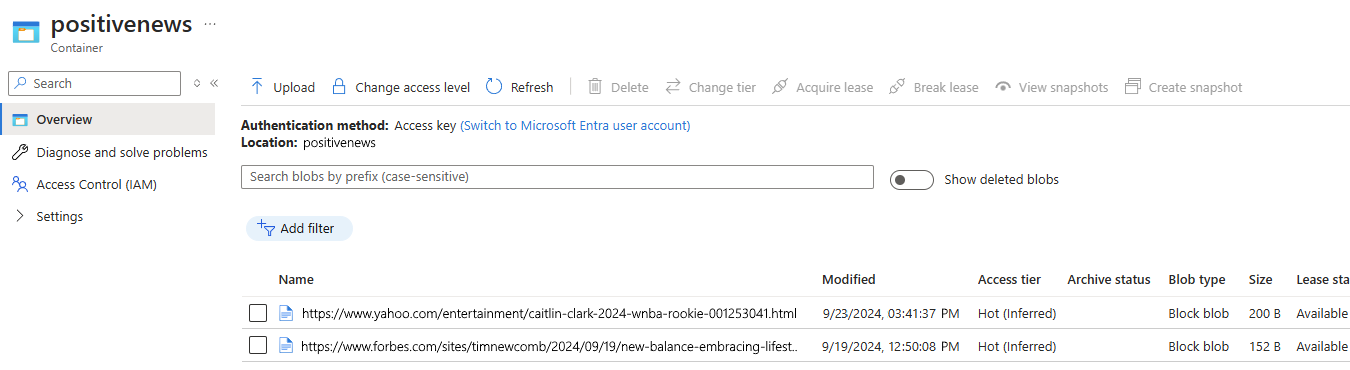 positivenews ...
Container
Search
Overview
Diagnose and solve problems
Access Control (IAM)
Settings
Upload Change access level Refresh Delete Change tier Acquire lease Break lease View snapshots Create snapshot
Authentication method: Access key (Switch to Microsoft Entra user account)
Location: positivenews
Search blobs by prefix (case-sensitive) Show deleted blobs
Add filter
Name Modified Access tier Archive status Blob type Size Lease sta
https://www.yahoo.com/entertainment/caitlin-clark-2024-wnba-rookie-001253041.html 9/23/2024, 03:41:37 PM Hot (Inferred) Block blob 200 B Available
https://www.forbes.com/sites/timnewcomb/2024/09/19/new-balance-embracing-lifest.. 9/19/2024, 12:50:08 PM Hot (Inferred) Block blob 152 B Available